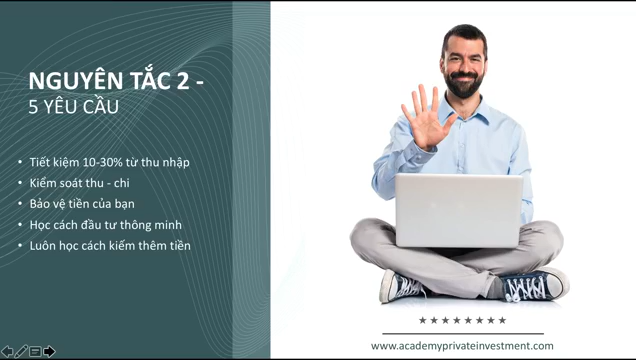 NGUYÊN TẮC 2 -
5 YÊU CẦU
• Tiết kiệm 10-30% từ thu nhập
• Kiểm soát thu - chi
• Bảo vệ tiền của bạn
• Học cách đầu tư thông minh
• Luôn học cách kiếm thêm tiền
www.academyprivateinvestment.com